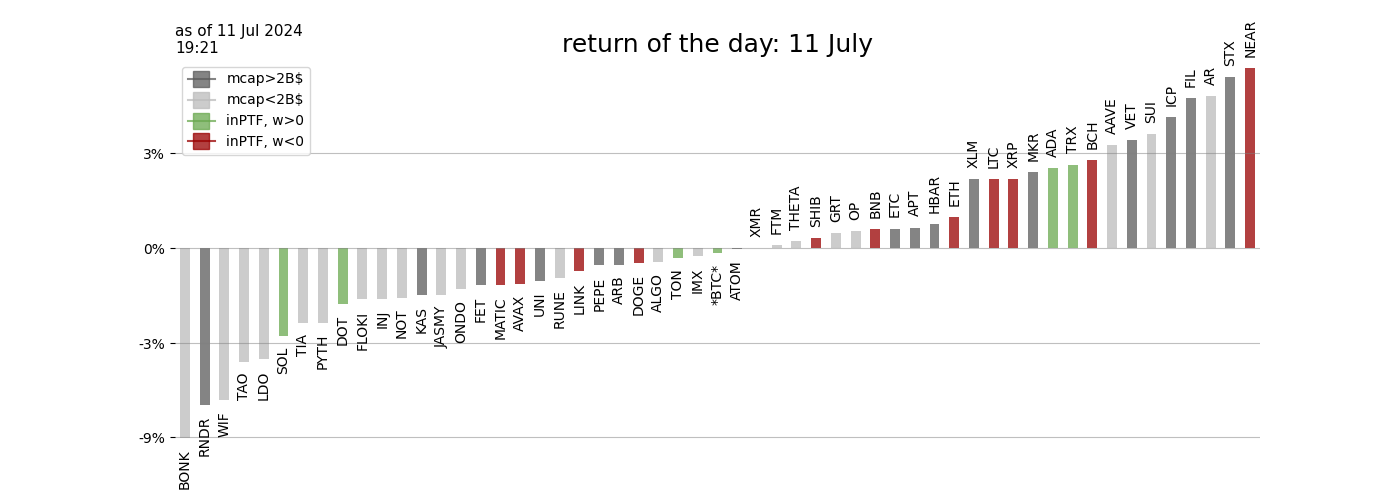 as of 11 Jul 2024
19:21
return of the day: 11 July
mcap>2B$
mcap<2B$
inPTF, w>0
inPTF, w<0
3%
0%
-3%
-9%
BONK
RNDR
WIF
TAO
LDO
SOL
TIA
PYTH
DOT
FLOKI
INJ
NOT
KAS
JASMY
ONDO
FET
MATIC
AVAX
UNI
RUNE
LINK
PEPE
ARB
DOGE
ALGO
TON
IMX
*BTC*
ATOM
XMR
FTM
THETA
SHIB
GRT
OP
BNB
ETC
APT
HBAR
ETH
XLM
LTC
XRP
MKR
ADA
TRX
BCH
AAVE
VET
SUI
ICP
FIL
AR
STX
NEAR